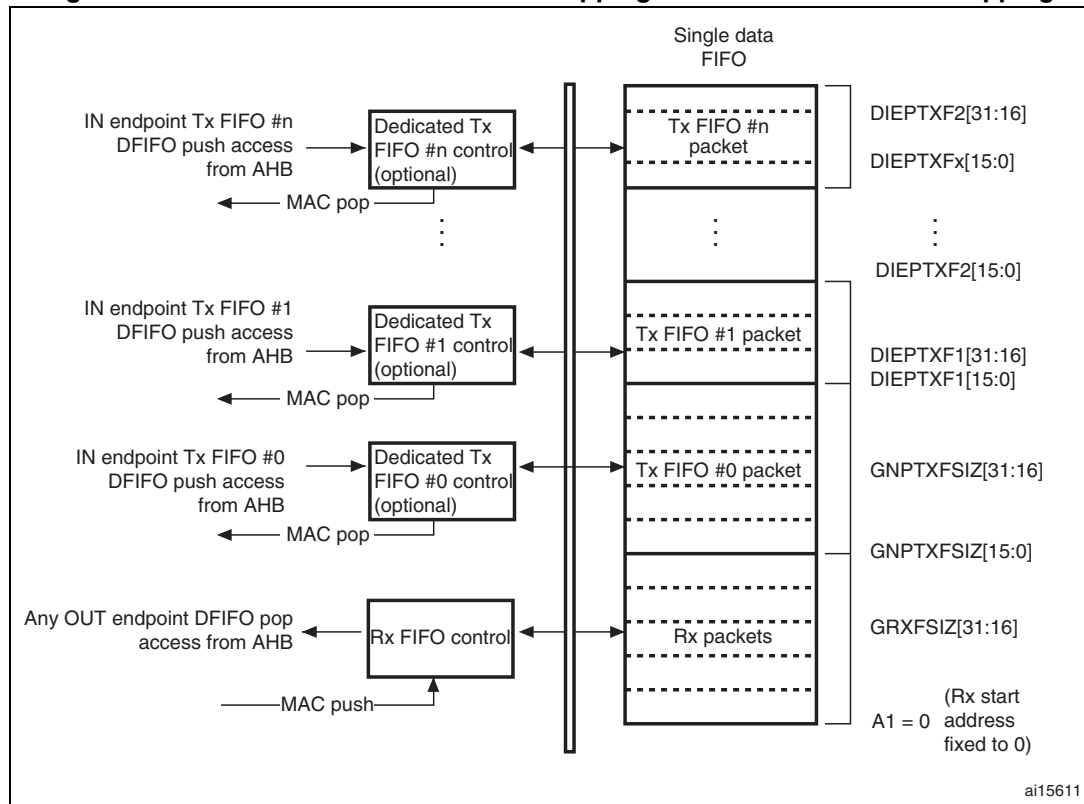 Single data
FIFO
IN endpoint Tx FIFO #n
DFIFO push access
from AHB
Dedicated Tx
FIFO #n control
(optional)
MAC pop
Tx FIFO #n
packet
DIEPTXF2[31:16]
DIEPTXFx[15:0]
DIEPTXF2[15:0]
IN endpoint Tx FIFO #1
DFIFO push access
from AHB
Dedicated Tx
FIFO #1 control
(optional)
MAC pop
Tx FIFO #1 packet
DIEPTXF1[31:16]
DIEPTXF1[15:0]
IN endpoint Tx FIFO #0
DFIFO push access
from AHB
Dedicated Tx
FIFO #0 control
(optional)
MAC pop
Tx FIFO #0 packet
GNPTXFSIZ[31:16]
GNPTXFSIZ[15:0]
Any OUT endpoint DFIFO pop
access from AHB
Rx FIFO control
MAC push
Rx packets
GRXFSIZ[31:16]
A1 = 0
(Rx start
address
fixed to 0)
ai15611